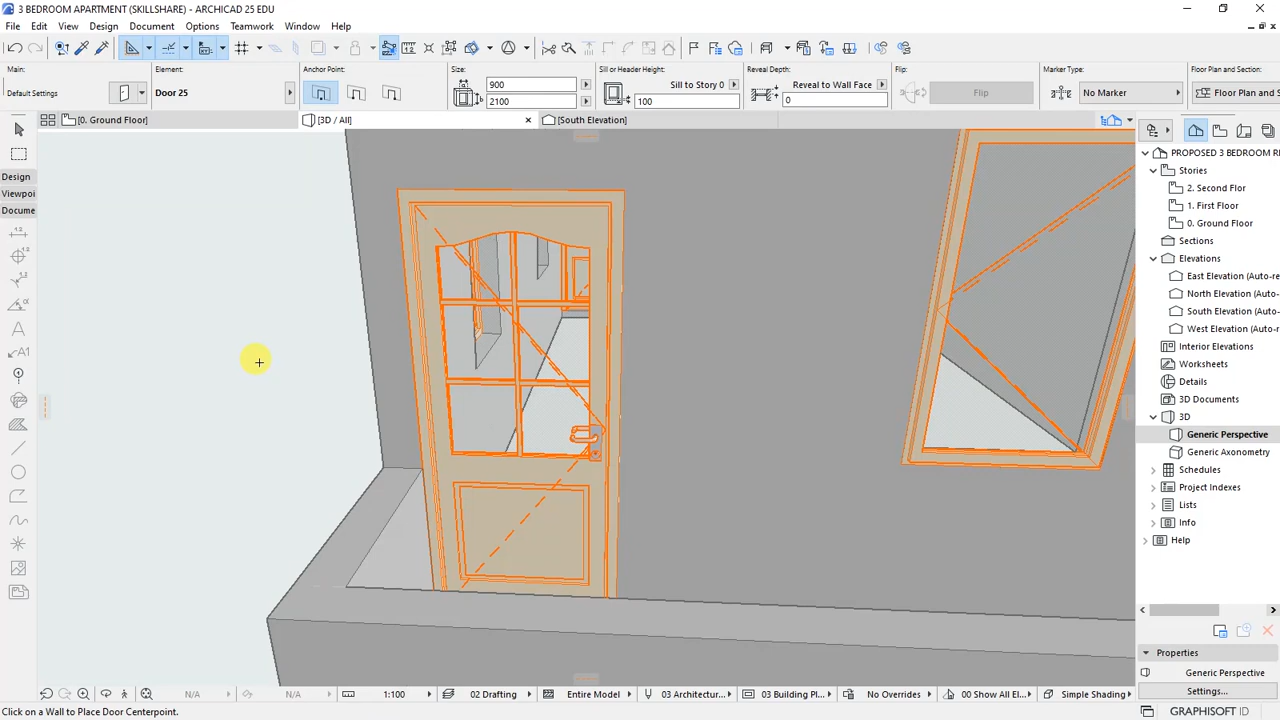 3 BEDROOM APARTMENT (SKILLSHARE) - ARCHICAD 25 EDU
File Edit View Design Document Options Teamwork Window Help
Main: Element: Anchor Point: Size: Sill or Header Height: Reveal Depth: Flip: Marker Type: Floor Plan and Section:
900 Sill to Story 0 Reveal to Wall Face
Default Settings Door 25 Flip No Marker Floor Plan and S
2100 100 0
[0. Ground Floor] [3D / All] [South Elevation]
Design
Viewpoi
Docume
A1
PROPOSED 3 BEDROOM RE
Stories
2. Second Flor
1. First Floor
0. Ground Floor
Sections
Elevations
East Elevation (Auto-re
North Elevation (Auto-r
South Elevation (Auto-r
West Elevation (Auto-re
Interior Elevations
Worksheets
Details
3D Documents
3D
Generic Perspective
Generic Axonometry
Schedules
Project Indexes
Lists
Info
Help
Properties
Generic Perspective
Settings...
N/A N/A 1:100 02 Drafting Entire Model 03 Architectur... 03 Building Pl... No Overrides 00 Show All El... Simple Shading
Click on a Wall to Place Door Centerpoint.
GRAPHISOFT ID